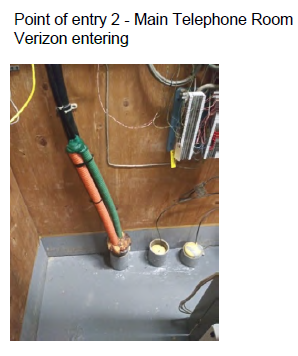 Point of entry 2 - Main Telephone Room
Verizon entering